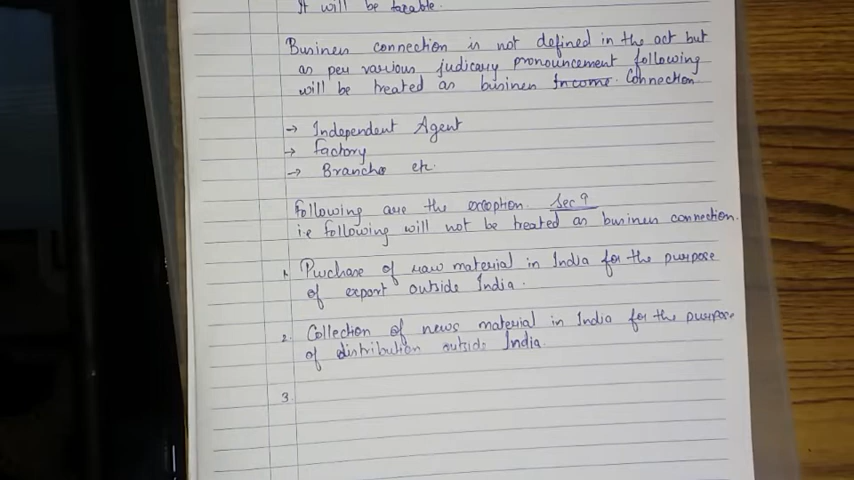 It will be taxable.
Business connection is not defined in the act but
as per various judicary pronouncement following
will be treated as business Income. Connection
→ Independent Agent
→ Factory
→ Branche etc.
Following are the exception. Sec 9
i.e following will not be treated as business connection.
1. Purchase of raw material in India for the purpose
of export outside India.
2. Collection of news material in India for the purpose
of distribution outside India.
3.